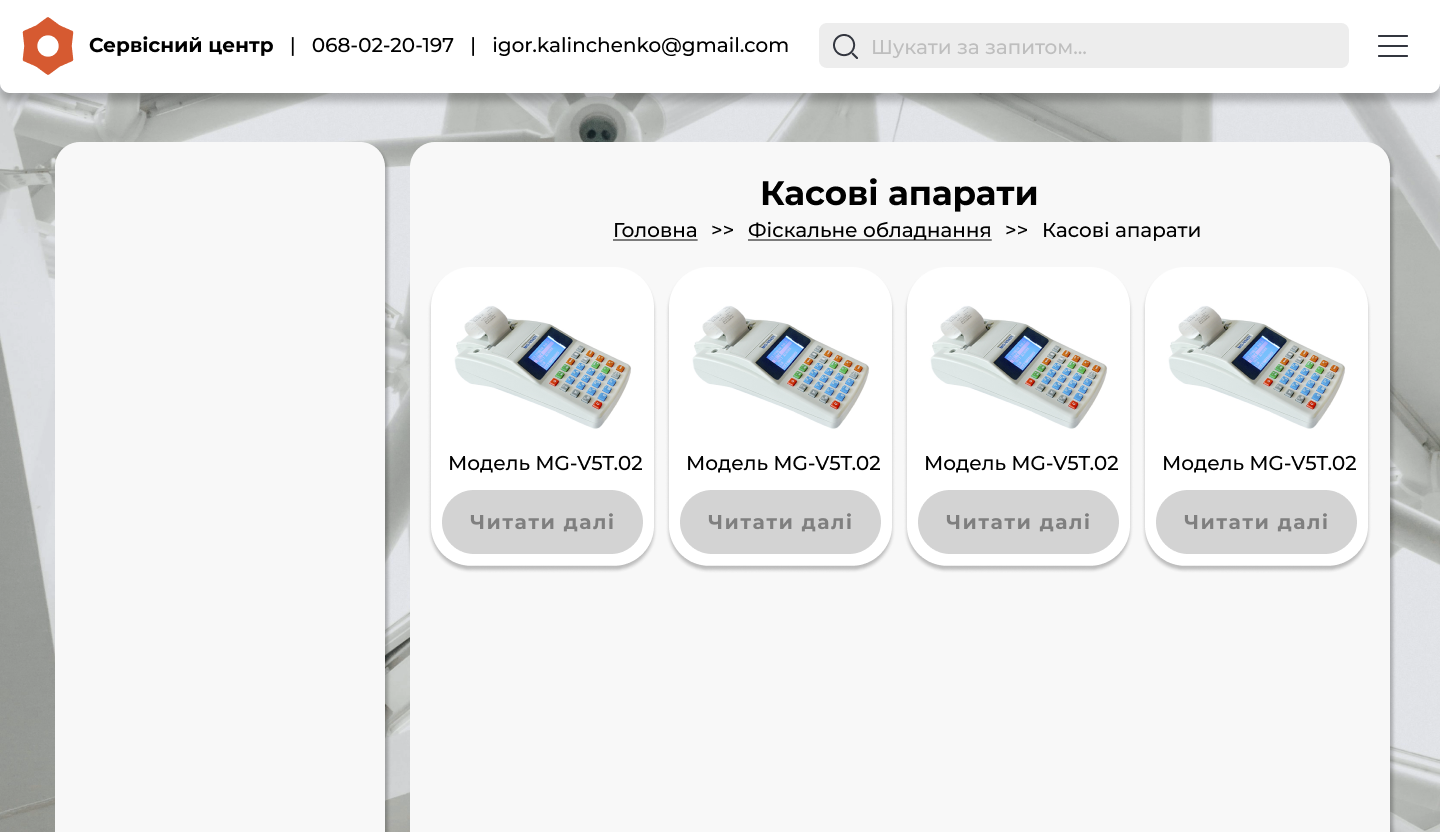 Сервісний центр | 068-02-20-197 | igor.kalinchenko@gmail.com Шукати за запитом...
Касові апарати
Головна >> Фіскальне обладнання >> Касові апарати
Модель MG-V5T.02 Модель MG-V5T.02 Модель MG-V5T.02 Модель MG-V5T.02
Читати далі Читати далі Читати далі Читати далі